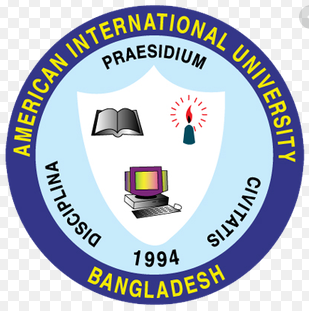 AMERICAN INTERNATIONAL UNIVERSITY
PRAESIDIUM
DISCIPLINA
CIVITATIS
1994
BANGLADESH